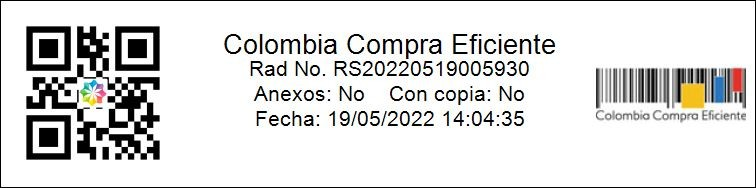 Colombia Compra Eficiente
Rad No. RS20220519005930
Anexos: No    Con copia: No
Fecha: 19/05/2022 14:04:35
Colombia Compra Eficiente